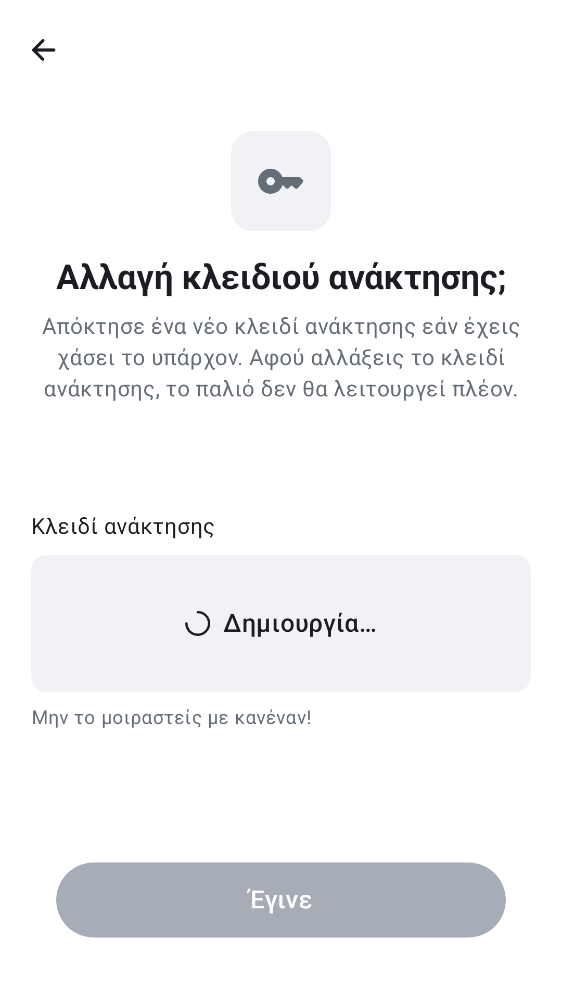 Αλλαγή κλειδιού ανάκτησης;
Απόκτησε ένα νέο κλειδί ανάκτησης εάν έχεις
χάσει το υπάρχον. Αφού αλλάξεις το κλειδί
ανάκτησης, το παλιό δεν θα λειτουργεί πλέον.
Κλειδί ανάκτησης
Δημιουργία…
Μην το μοιραστείς με κανέναν!
Έγινε